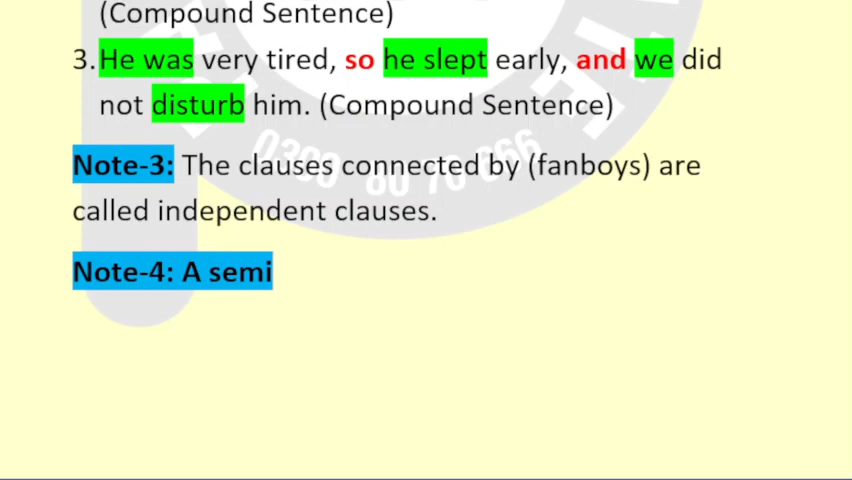 (Compound Sentence)
3. He was very tired, so he slept early, and we did
not disturb him. (Compound Sentence)
Note-3: The clauses connected by (fanboys) are
called independent clauses.
Note-4: A semi